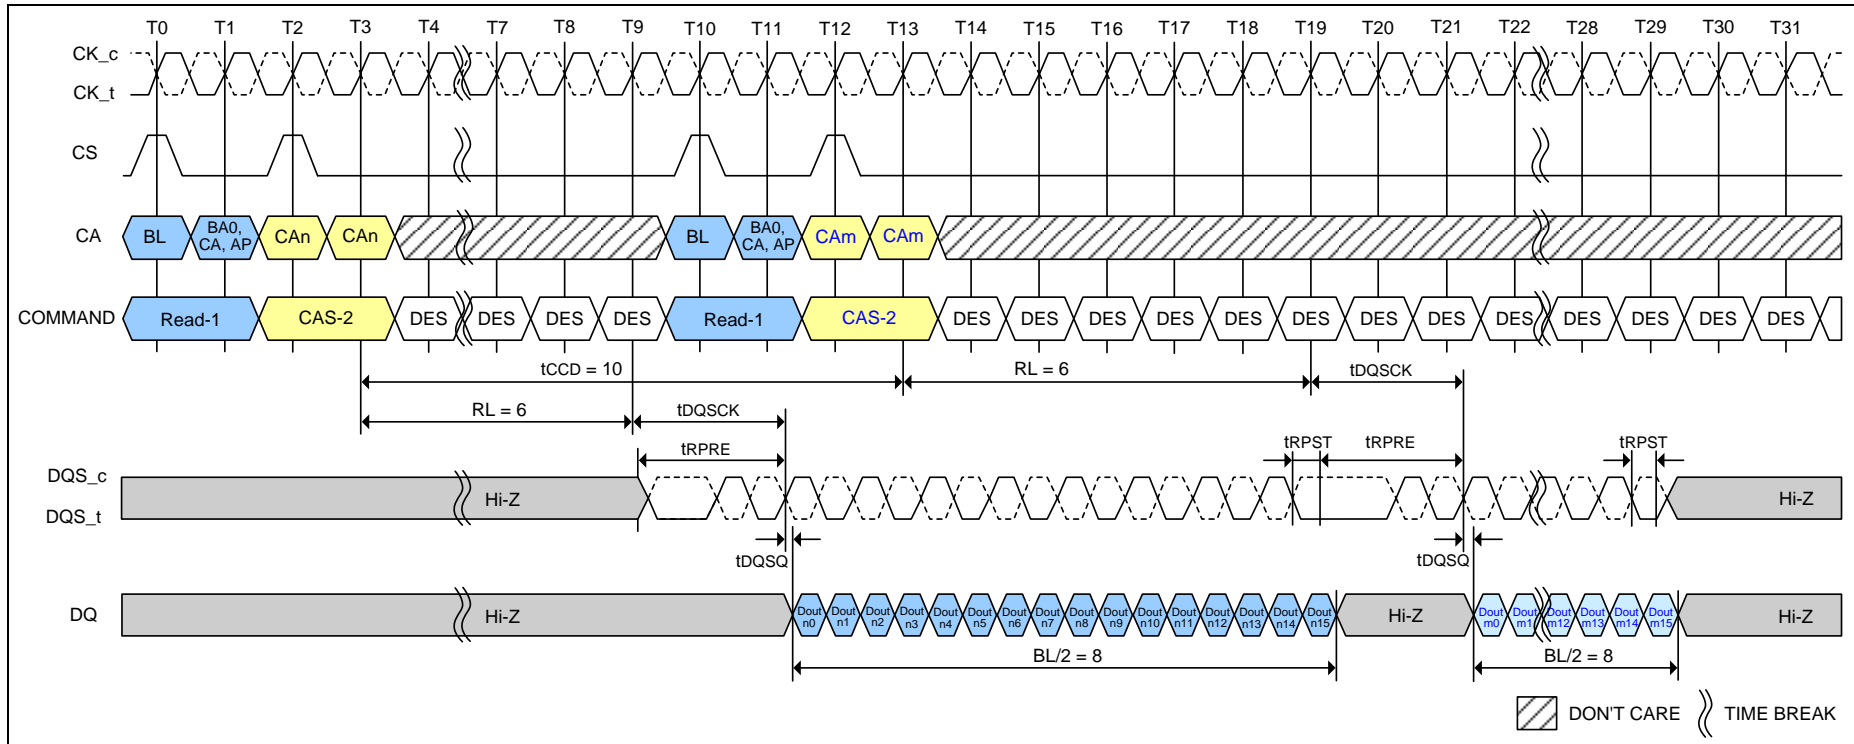 T0 T1 T2 T3 T4 T7 T8 T9 T10 T11 T12 T13 T14 T15 T16 T17 T18 T19 T20 T21 T22 T28 T29 T30 T31
CK_c
CK_t
CS
CA BL BA0, CA, AP CAn CAn BL BA0, CA, AP CAm CAm
COMMAND Read-1 CAS-2 DES DES DES DES Read-1 CAS-2 DES DES DES DES DES DES DES DES DES DES DES DES DES
tCCD = 10 RL = 6 tDQSCK
RL = 6 tDQSCK
tRPRE tRPST tRPRE tRPST
DQS_c
DQS_t
Hi-Z Hi-Z
tDQSQ tDQSQ
DQ Hi-Z Dout n0 Dout n1 Dout n2 Dout n3 Dout n4 Dout n5 Dout n6 Dout n7 Dout n8 Dout n9 Dout n10 Dout n11 Dout n12 Dout n13 Dout n14 Dout n15 Hi-Z Dout m0 Dout m1 Dout m12 Dout m13 Dout m14 Dout m15 Hi-Z
BL/2 = 8 BL/2 = 8
DON'T CARE TIME BREAK